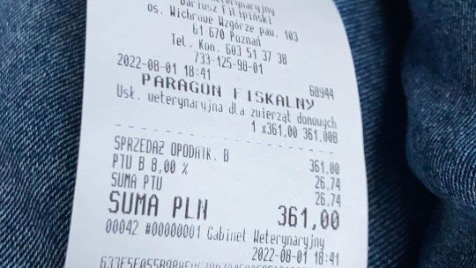 Dariusz Filipiński
Os. Wichrowe Wzgórze paw. 103
61 670 Poznań
Tel. Kon. 603 51 37 38
733-125-98-01
2022-08-01 18:41 68944
PARAGON FISKALNY
Usł. weterynaryjna dla zwierząt domowych
1 x361,00 361,00B
SPRZEDAŻ OPODATK. B 361,00
PTU B 8,00 % 26,74
SUMA PTU 26,74
SUMA PLN 361,00
00042 #00000001 Gabinet Weterynaryjny
2022-08-01 18:41